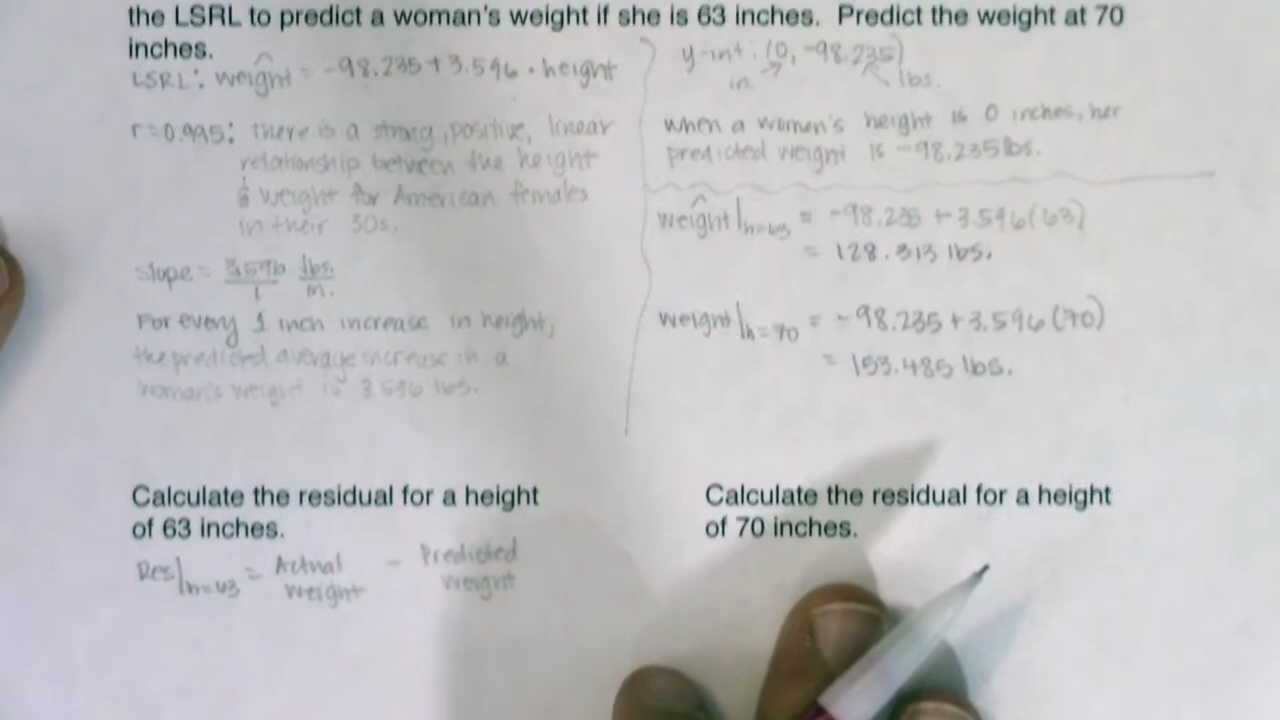 the LSRL to predict a woman's weight if she is 63 inches. Predict the weight at 70
inches.
LSRL: weight = -98.235+3.596 · height
r=0.995: There is a strong, positive, linear
relationship between the height
& weight for American females
in their 30s.
slope = 3.596/1 lbs./in.
For every 1 inch increase in height,
the predicted average increase in a
woman's weight is 3.596 lbs.
y-int: (0, -98.235)
in. lbs.
when a women's height is 0 inches, her
predicted weight is -98.235 lbs.
weight|h=63 = -98.235 + 3.596(63)
= 128.313 lbs.
weight|h=70 = -98.235+3.596(70)
= 153.485 lbs.
Calculate the residual for a height
of 63 inches.
Res|h=63 = Actual weight - Predicted weight
Calculate the residual for a height
of 70 inches.